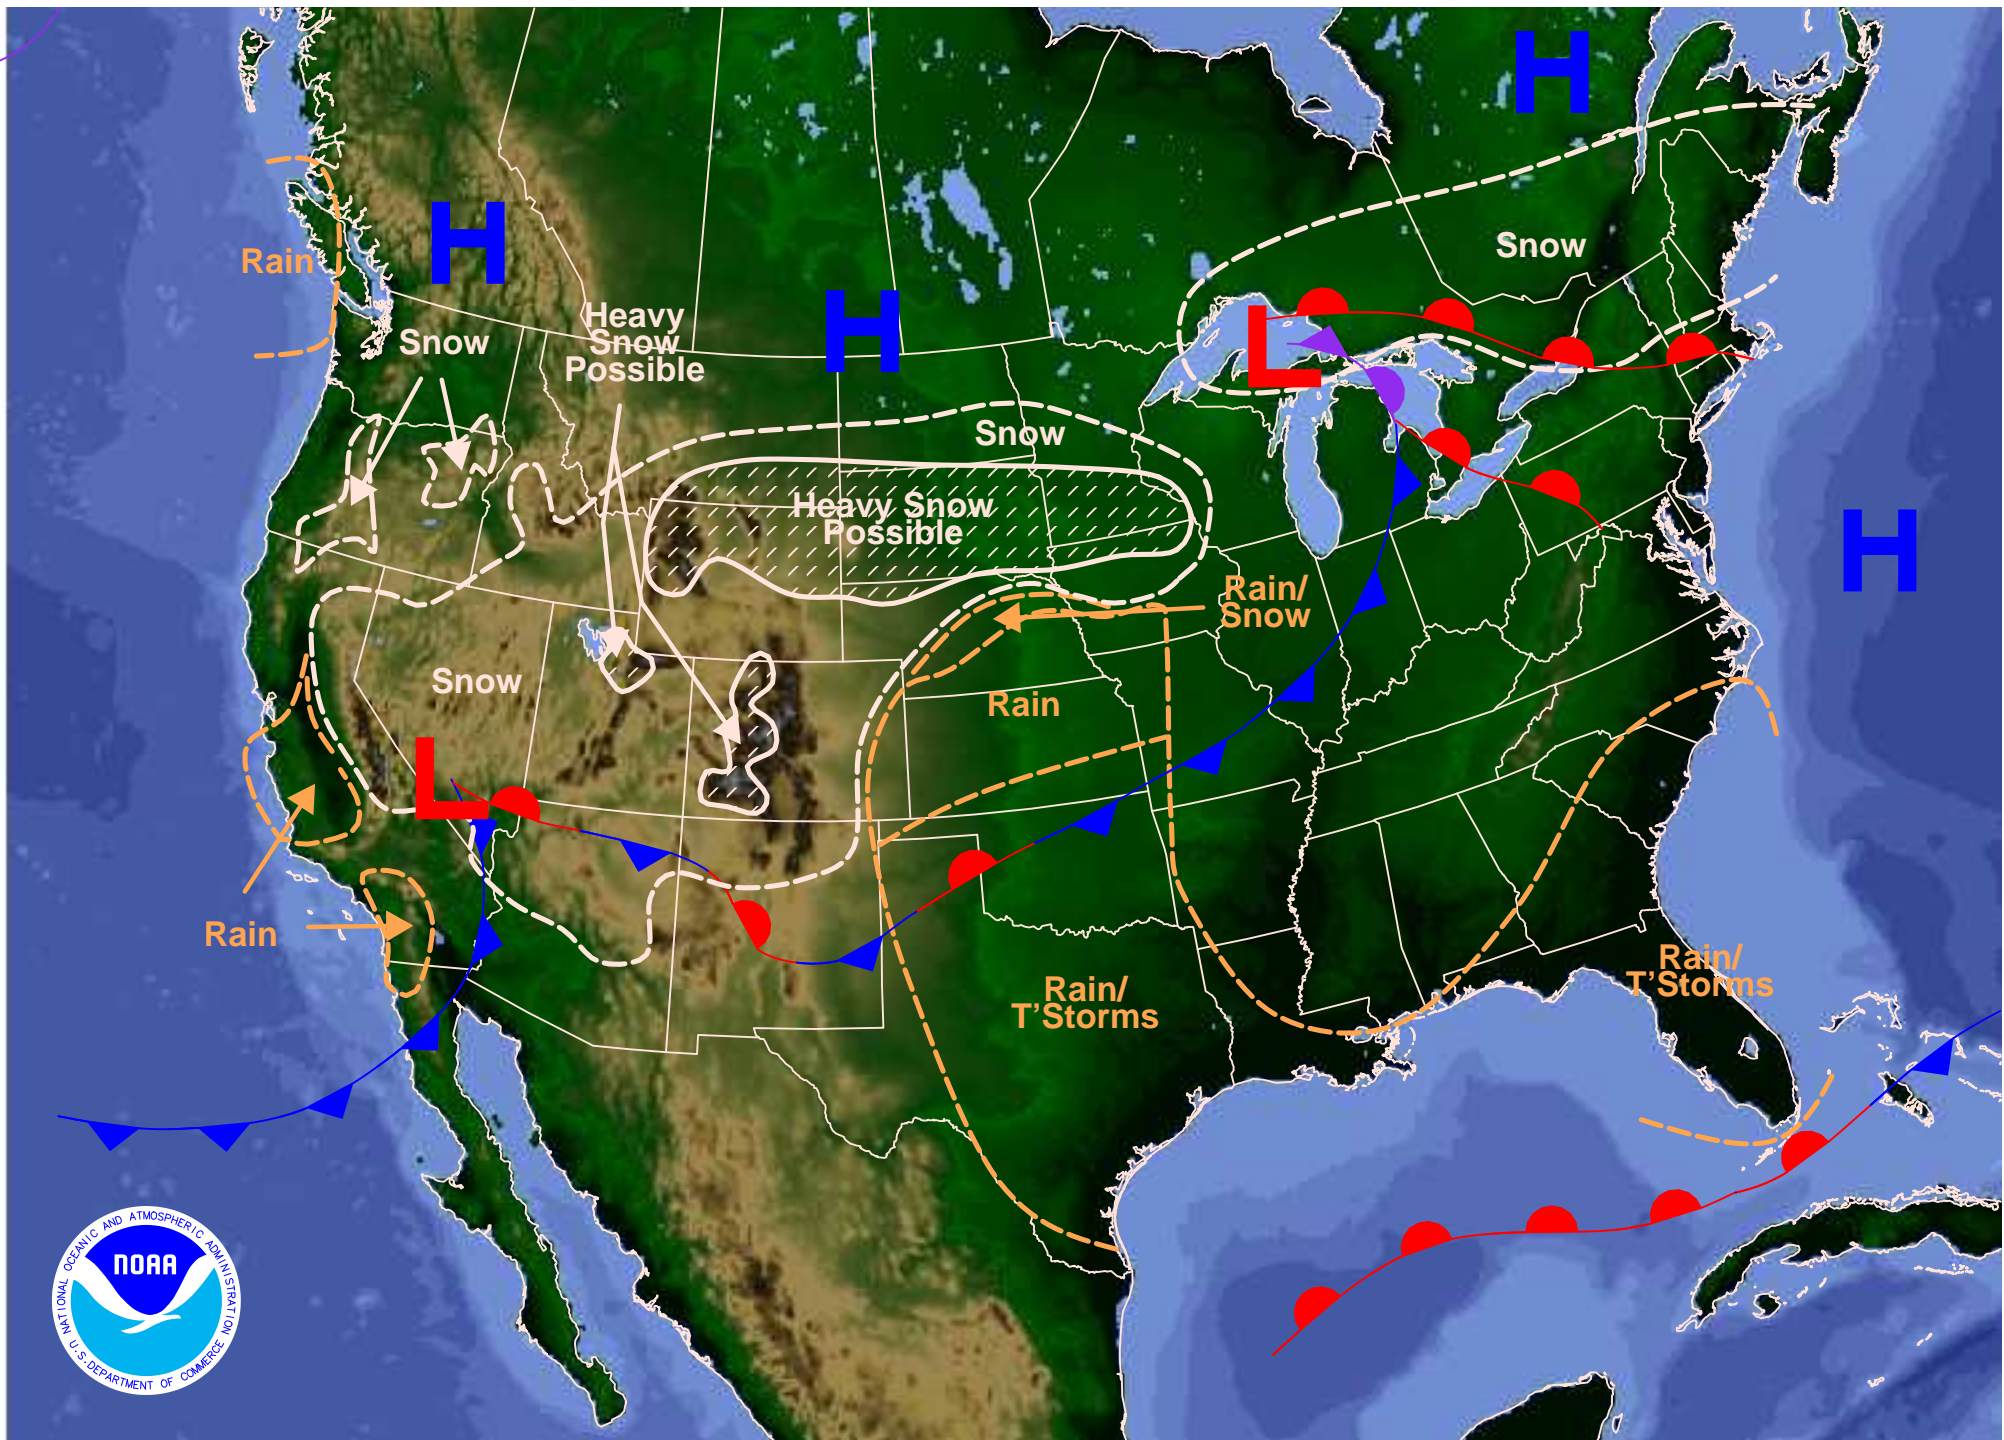 H
Rain
H
Snow
Heavy
Snow
Possible
H
Snow
L
Snow
Heavy Snow
Possible
H
Rain/
Snow
Snow
Rain
L
Rain
Rain/
T'Storms
Rain/
T'Storms
NATIONAL OCEANIC AND ATMOSPHERIC ADMINISTRATION
NOAA
U.S. DEPARTMENT OF COMMERCE